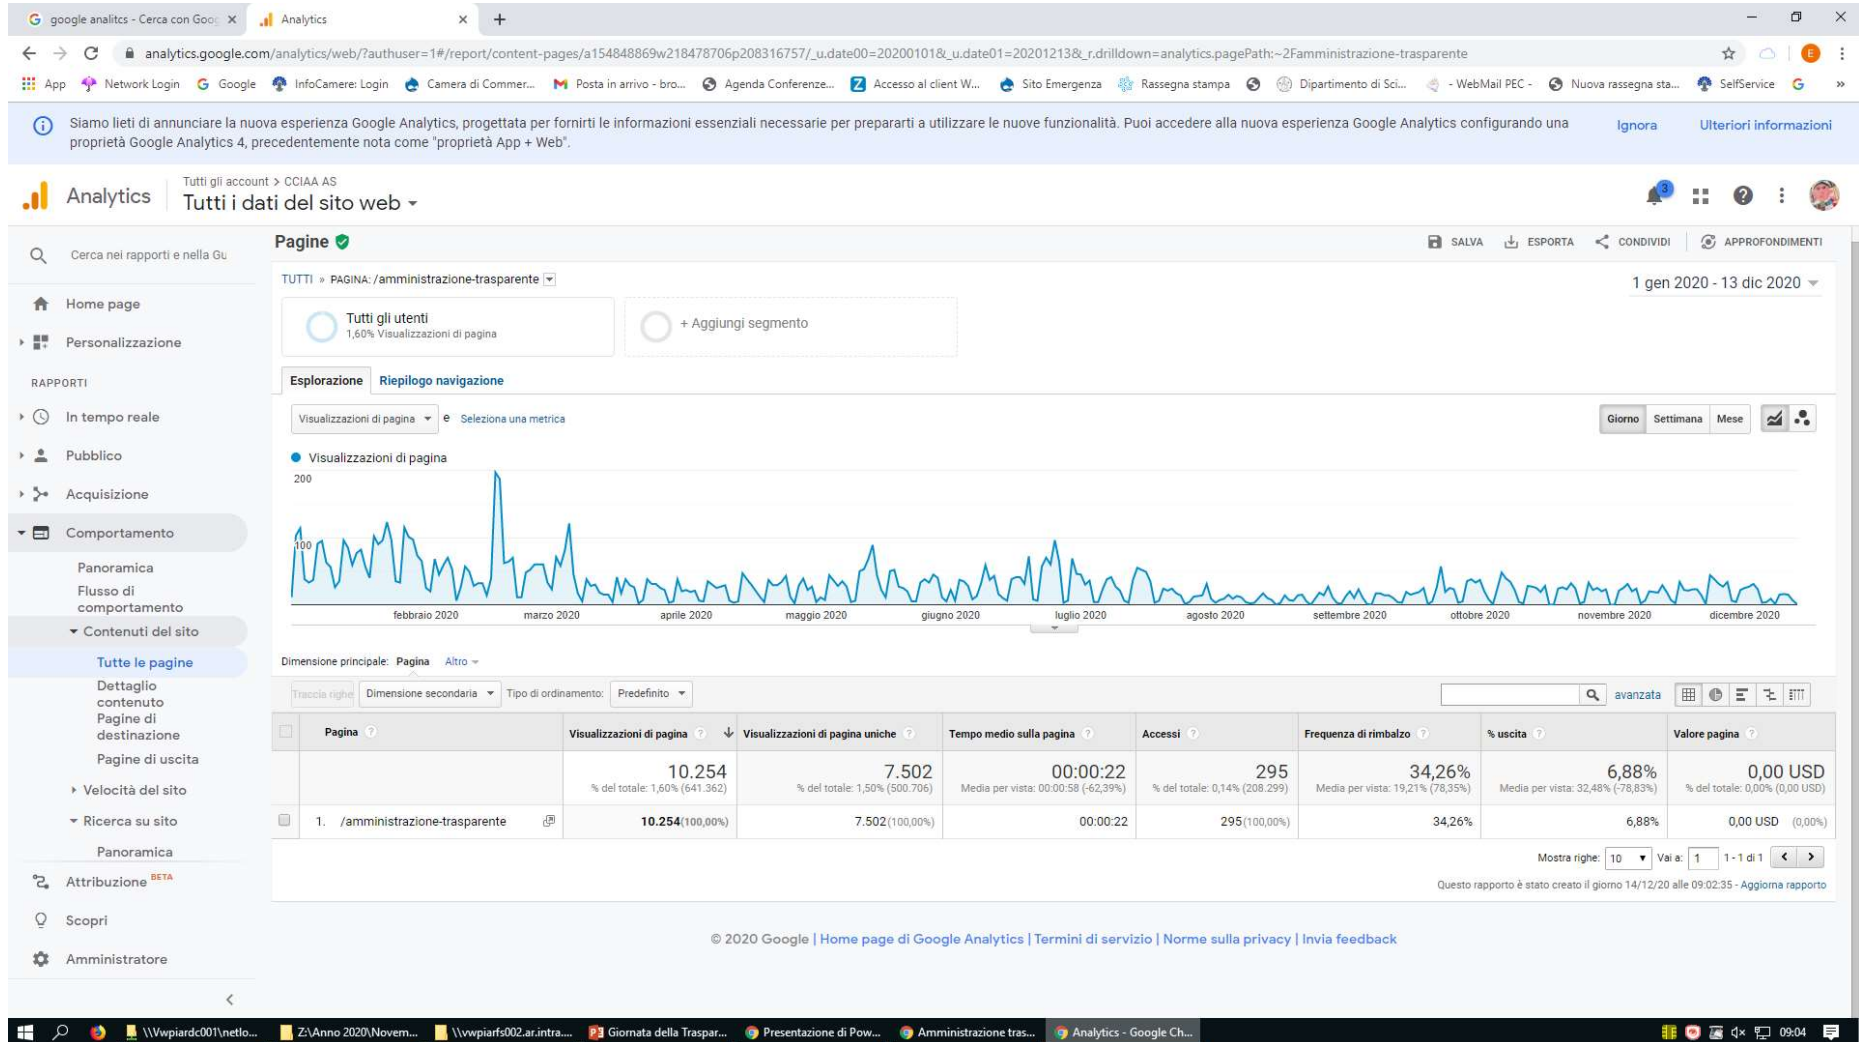 google analitcs - Cerca con Goo
Analytics
analytics.google.com/analytics/web/?authuser=1#/report/content-pages/a154848869w218478706p208316757/_u.date00=20200101&_u.date01=20201213&_r.drilldown=analytics.pagePath:~2Famministrazione-trasparente
App Network Login Google InfoCamere: Login Camera di Commer... Posta in arrivo - bro... Agenda Conferenze... Accesso al client W... Sito Emergenza Rassegna stampa Dipartimento di Sci... - WebMail PEC - Nuova rassegna sta... SelfService
Siamo lieti di annunciare la nuova esperienza Google Analytics, progettata per fornirti le informazioni essenziali necessarie per prepararti a utilizzare le nuove funzionalità. Puoi accedere alla nuova esperienza Google Analytics configurando una
proprietà Google Analytics 4, precedentemente nota come "proprietà App + Web".
Ignora Ulteriori informazioni
Analytics
Tutti gli account > CCIAA AS
Tutti i dati del sito web
3
Cerca nei rapporti e nella Gu
Home page
Personalizzazione
RAPPORTI
In tempo reale
Pubblico
Acquisizione
Comportamento
Panoramica
Flusso di
comportamento
Contenuti del sito
Tutte le pagine
Dettaglio
contenuto
Pagine di
destinazione
Pagine di uscita
Velocità del sito
Ricerca su sito
Panoramica
Attribuzione BETA
Scopri
Amministratore
Pagine
SALVA ESPORTA CONDIVIDI APPROFONDIMENTI
TUTTI » PAGINA: /amministrazione-trasparente
1 gen 2020 - 13 dic 2020
Tutti gli utenti
1,60% Visualizzazioni di pagina
+ Aggiungi segmento
Esplorazione Riepilogo navigazione
Visualizzazioni di pagina e Seleziona una metrica
Giorno Settimana Mese
Visualizzazioni di pagina
200
100
febbraio 2020 marzo 2020 aprile 2020 maggio 2020 giugno 2020 luglio 2020 agosto 2020 settembre 2020 ottobre 2020 novembre 2020 dicembre 2020
Dimensione principale: Pagina Altro
Traccia righe Dimensione secondaria Tipo di ordinamento: Predefinito
avanzata
Pagina Visualizzazioni di pagina Visualizzazioni di pagina uniche Tempo medio sulla pagina Accessi Frequenza di rimbalzo % uscita Valore pagina
10.254 7.502 00:00:22 295 34,26% 6,88% 0,00 USD
% del totale: 1,60% (641.362) % del totale: 1,50% (500.706) Media per vista: 00:00:58 (-62,39%) % del totale: 0,14% (208.299) Media per vista: 19,21% (78,35%) Media per vista: 32,48% (-78,83%) % del totale: 0,00% (0,00 USD)
1. /amministrazione-trasparente 10.254(100,00%) 7.502(100,00%) 00:00:22 295(100,00%) 34,26% 6,88% 0,00 USD (0,00%)
Mostra righe: 10 Vai a: 1 1 - 1 di 1
Questo rapporto è stato creato il giorno 14/12/20 alle 09:02:35 - Aggiorna rapporto
© 2020 Google | Home page di Google Analytics | Termini di servizio | Norme sulla privacy | Invia feedback
\\Vwpiardc001\netlo... Z:\Anno 2020\Novem... \\vwpiarfs002.ar.intra.... Giornata della Traspar... Presentazione di Pow... Amministrazione tras... Analytics - Google Ch... 09:04